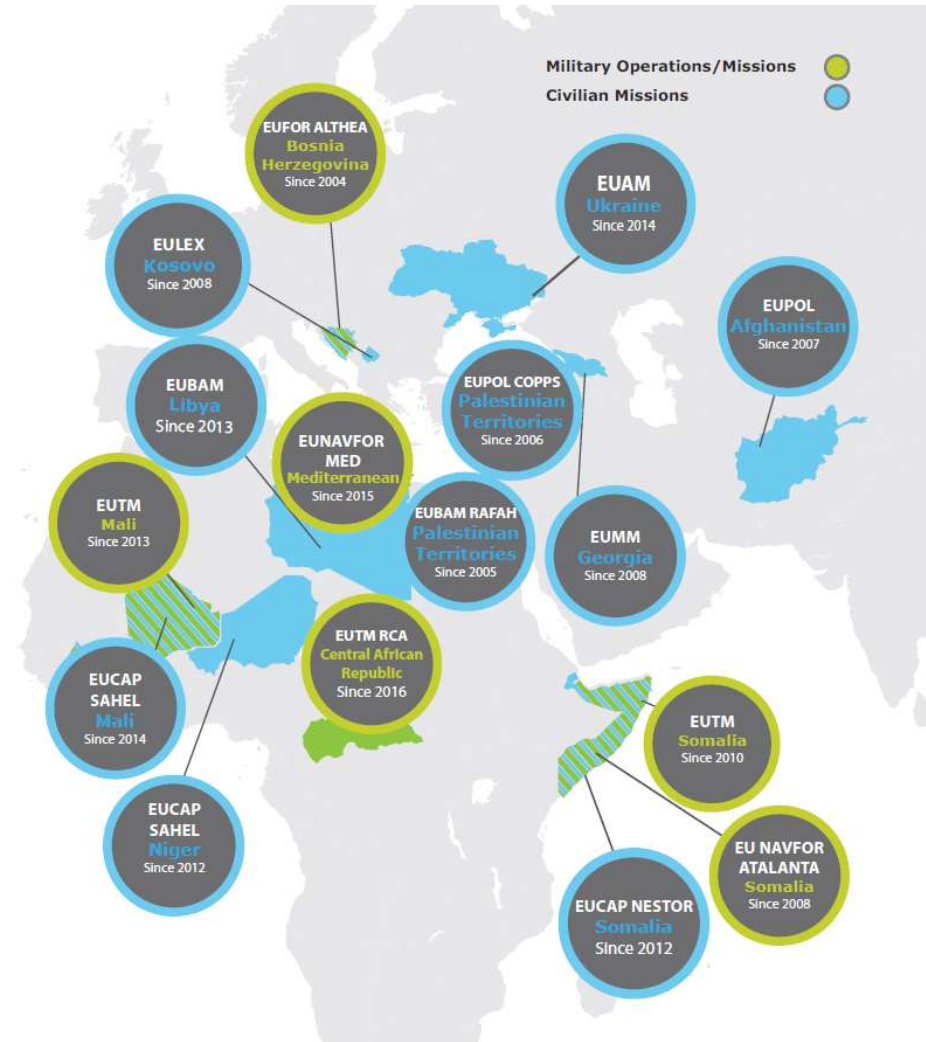 Military Operations/Missions
Civilian Missions
EUFOR ALTHEA
Bosnia
Herzegovina
Since 2004
EUAM
Ukraine
Since 2014
EULEX
Kosovo
Since 2008
EUPOL
Afghanistan
Since 2007
EUBAM
Libya
Since 2013
EUPOL COPPS
Palestinian
Territories
Since 2006
EUNAVFOR
MED
Mediterranean
Since 2015
EUTM
Mali
Since 2013
EUBAM RAFAH
Palestinian
Territories
Since 2005
EUMM
Georgia
Since 2008
EUTM RCA
Central African
Republic
Since 2016
EUCAP
SAHEL
Mali
Since 2014
EUTM
Somalia
Since 2010
EUCAP
SAHEL
Niger
Since 2012
EU NAVFOR
ATALANTA
Somalia
Since 2008
EUCAP NESTOR
Somalia
Since 2012